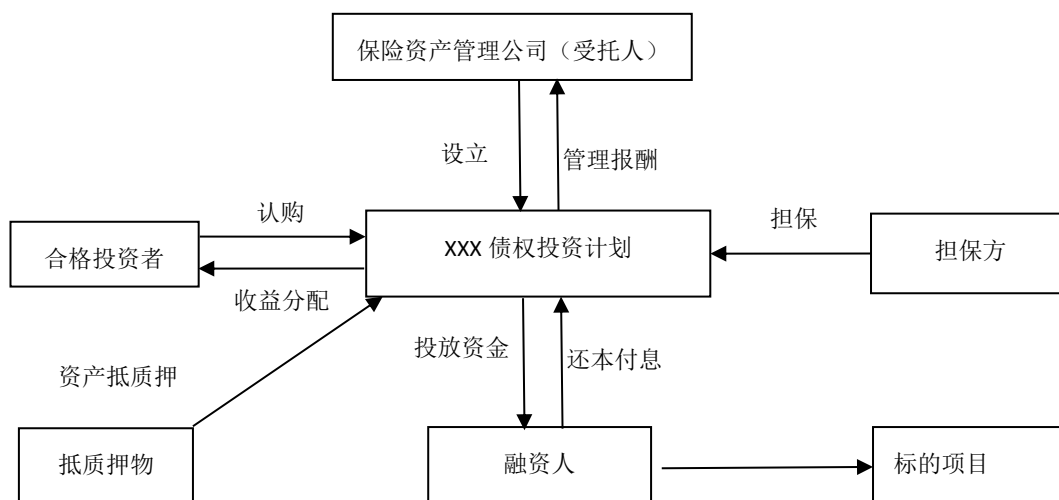 保险资产管理公司（受托人）
设立
管理报酬
认购
担保
合格投资者
XXX 债权投资计划
担保方
收益分配
投放资金
还本付息
资产抵质押
抵质押物
融资人
标的项目